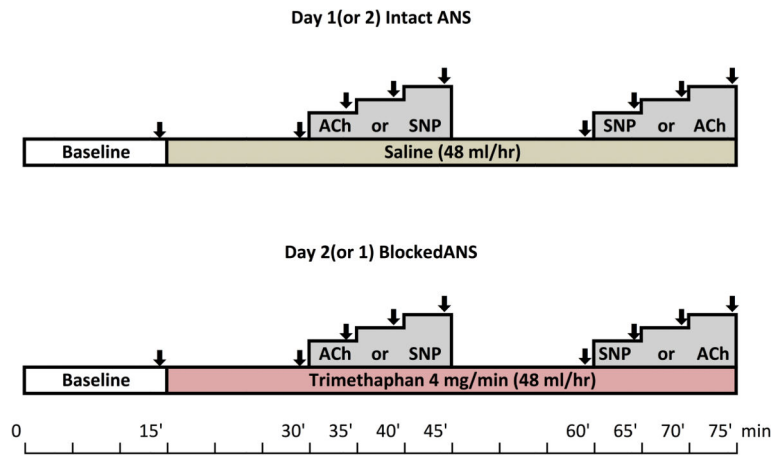 Day 1(or 2) Intact ANS
ACh or SNP
SNP or ACh
Baseline
Saline (48 ml/hr)
Day 2(or 1) BlockedANS
ACh or SNP
SNP or ACh
Baseline
Trimethaphan 4 mg/min (48 ml/hr)
0 15' 30' 35' 40' 45' 60' 65' 70' 75' min